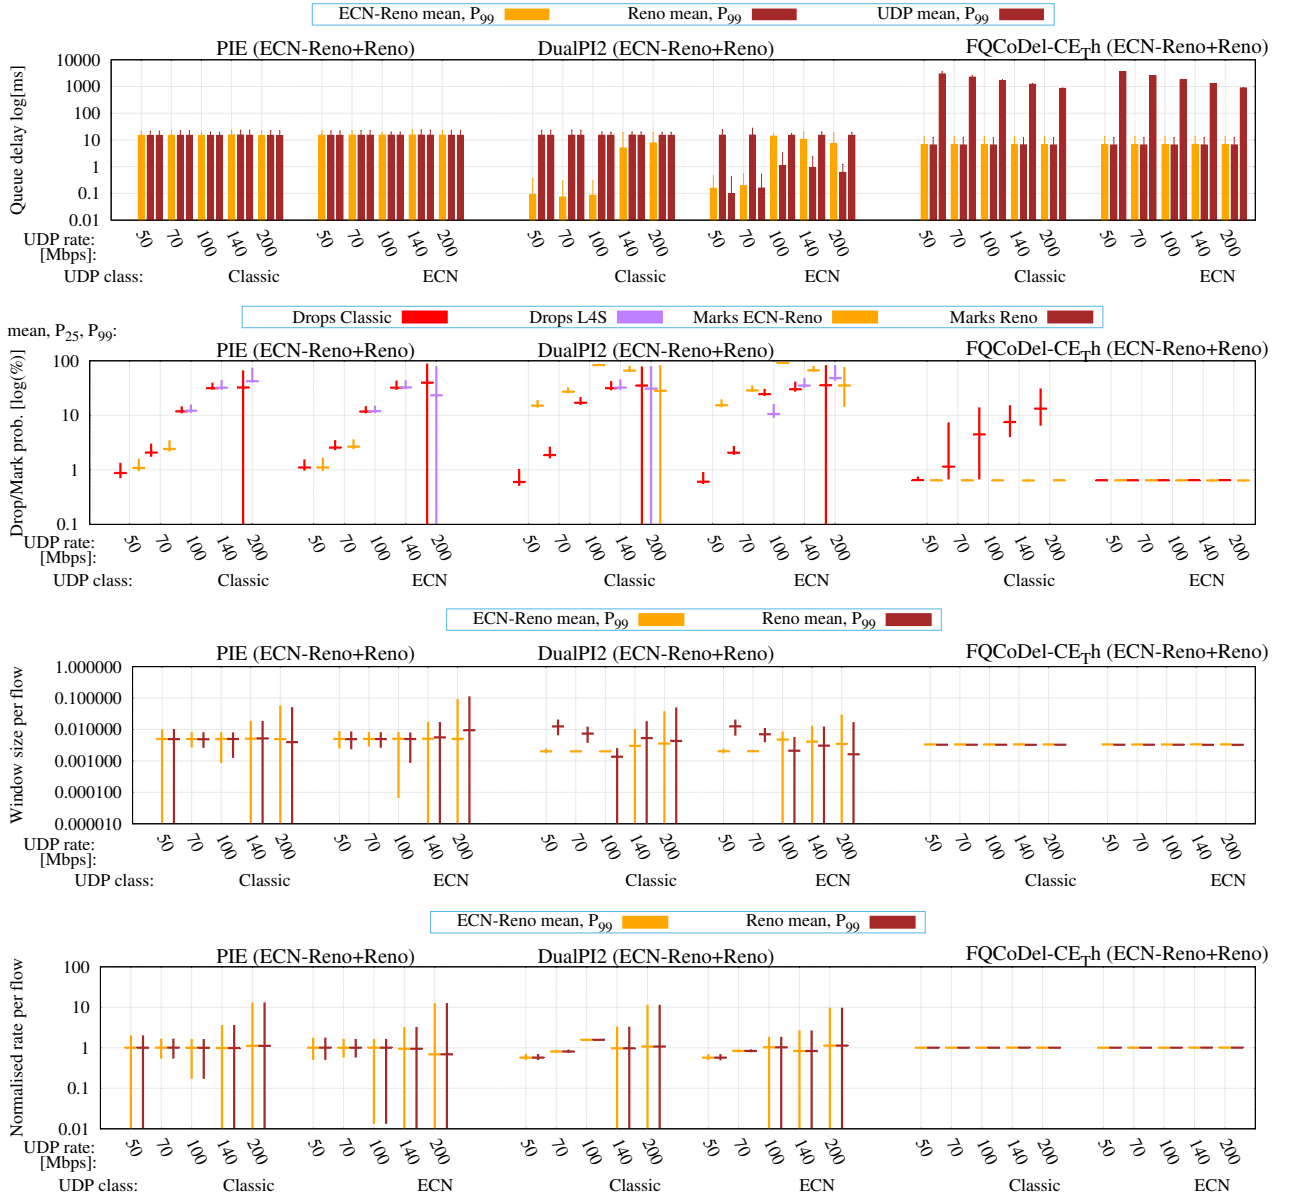 ECN-Reno mean, P99 Reno mean, P99 UDP mean, P99
PIE (ECN-Reno+Reno) DualPI2 (ECN-Reno+Reno) FQCoDel-CETh (ECN-Reno+Reno)
Queue delay log[ms]
10000
1000
100
10
1
0.1
0.01
UDP rate:
[Mbps]:
50 70 100 140 200 50 70 100 140 200 50 70 100 140 200 50 70 100 140 200 50 70 100 140 200 50 70 100 140 200
UDP class: Classic ECN Classic ECN Classic ECN
Drops Classic Drops L4S Marks ECN-Reno Marks Reno
mean, P25, P99:
PIE (ECN-Reno+Reno) DualPI2 (ECN-Reno+Reno) FQCoDel-CETh (ECN-Reno+Reno)
Drop/Mark prob. [log(%)]
100
10
1
0.1
UDP rate:
[Mbps]:
50 70 100 140 200 50 70 100 140 200 50 70 100 140 200 50 70 100 140 200 50 70 100 140 200 50 70 100 140 200
UDP class: Classic ECN Classic ECN Classic ECN
ECN-Reno mean, P99 Reno mean, P99
PIE (ECN-Reno+Reno) DualPI2 (ECN-Reno+Reno) FQCoDel-CETh (ECN-Reno+Reno)
Window size per flow
1.000000
0.100000
0.010000
0.001000
0.000100
0.000010
UDP rate:
[Mbps]:
50 70 100 140 200 50 70 100 140 200 50 70 100 140 200 50 70 100 140 200 50 70 100 140 200 50 70 100 140 200
UDP class: Classic ECN Classic ECN Classic ECN
ECN-Reno mean, P99 Reno mean, P99
PIE (ECN-Reno+Reno) DualPI2 (ECN-Reno+Reno) FQCoDel-CETh (ECN-Reno+Reno)
Normalised rate per flow
100
10
1
0.1
0.01
UDP rate:
[Mbps]:
50 70 100 140 200 50 70 100 140 200 50 70 100 140 200 50 70 100 140 200 50 70 100 140 200 50 70 100 140 200
UDP class: Classic ECN Classic ECN Classic ECN